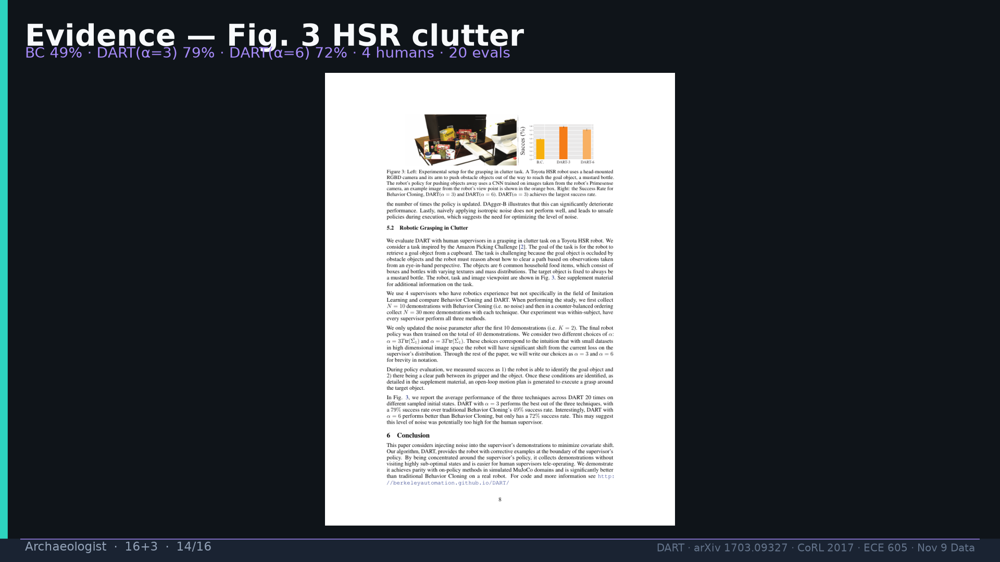 Evidence — Fig. 3 HSR clutter
BC 49% · DART(α=3) 79% · DART(α=6) 72% · 4 humans · 20 evals
Succes (%)
B.C. DART-3 DART-6
Figure 3: Left: Experimental setup for the grasping in clutter task. A Toyota HSR robot uses a head-mounted
RGBD camera and its arm to push obstacle objects out of the way to reach the goal object, a mustard bottle.
The robot's policy for pushing objects away uses a CNN trained on images taken from the robot's Primesense
camera, an example image from the robot's view point is shown in the orange box. Right: the Success Rate for
Behavior Cloning, DART(α = 3) and DART(α = 6). DART(α = 3) achieves the largest success rate.
the number of times the policy is updated. DAgger-B illustrates that this can significantly deteriorate
performance. Lastly, naively applying isotropic noise does not perform well, and leads to unsafe
policies during execution, which suggests the need for optimizing the level of noise.
5.2 Robotic Grasping in Clutter
We evaluate DART with human supervisors in a grasping in clutter task on a Toyota HSR robot. We
consider a task inspired by the Amazon Picking Challenge [2]. The goal of the task is for the robot to
retrieve a goal object from a cupboard. The task is challenging because the goal object is occluded by
obstacle objects and the robot must reason about how to clear a path based on observations taken
from an eye-in-hand perspective. The objects are 6 common household food items, which consist of
boxes and bottles with varying textures and mass distributions. The target object is fixed to always be
a mustard bottle. The robot, task and image viewpoint are shown in Fig. 3. See supplement material
for additional information on the task.
We use 4 supervisors who have robotics experience but not specifically in the field of Imitation
Learning and compare Behavior Cloning and DART. When performing the study, we first collect
N = 10 demonstrations with Behavior Cloning (i.e. no noise) and then in a counter-balanced ordering
collect N = 30 more demonstrations with each technique. Our experiment was within-subject, have
every supervisor perform all three methods.
We only updated the noise parameter after the first 10 demonstrations (i.e. K = 2). The final robot
policy was then trained on the total of 40 demonstrations. We consider two different choices of α:
α = 3Ttr(Σ̂₁) and α = 3Ttr(Σ̂₁). These choices correspond to the intuition that with small datasets
in high dimensional image space the robot will have significant shift from the current loss on the
supervisor's distribution. Through the rest of the paper, we will write our choices as α = 3 and α = 6
for brevity in notation.
During policy evaluation, we measured success as 1) the robot is able to identify the goal object and
2) there being a clear path between its gripper and the object. Once these conditions are identified, as
detailed in the supplement material, an open-loop motion plan is generated to execute a grasp around
the target object.
In Fig. 3, we report the average performance of the three techniques across DART 20 times on
different sampled initial states. DART with α = 3 performs the best out of the three techniques, with
a 79% success rate over traditional Behavior Cloning's 49% success rate. Interestingly, DART with
α = 6 performs better than Behavior Cloning, but only has a 72% success rate. This may suggest
this level of noise was potentially too high for the human supervisor.
6 Conclusion
This paper considers injecting noise into the supervisor's demonstrations to minimize covariate shift.
Our algorithm, DART, provides the robot with corrective examples at the boundary of the supervisor's
policy. By being concentrated around the supervisor's policy, it collects demonstrations without
visiting highly sub-optimal states and is easier for human supervisors tele-operating. We demonstrate
it achieves parity with on-policy methods in simulated MuJoCo domains and is significantly better
than traditional Behavior Cloning on a real robot. For code and more information see http:
//berkeleyautomation.github.io/DART/
8
Archaeologist · 16+3 · 14/16
DART · arXiv 1703.09327 · CoRL 2017 · ECE 605 · Nov 9 Data